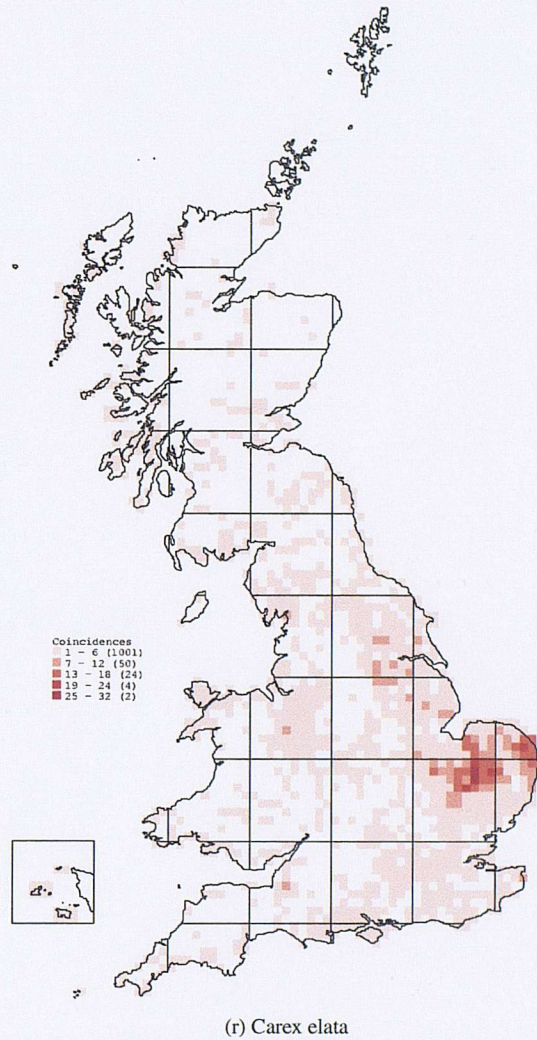 Coincidences
1 - 6 (1001)
7 - 12 (50)
13 - 18 (24)
19 - 24 (4)
25 - 32 (2)
(r) Carex elata